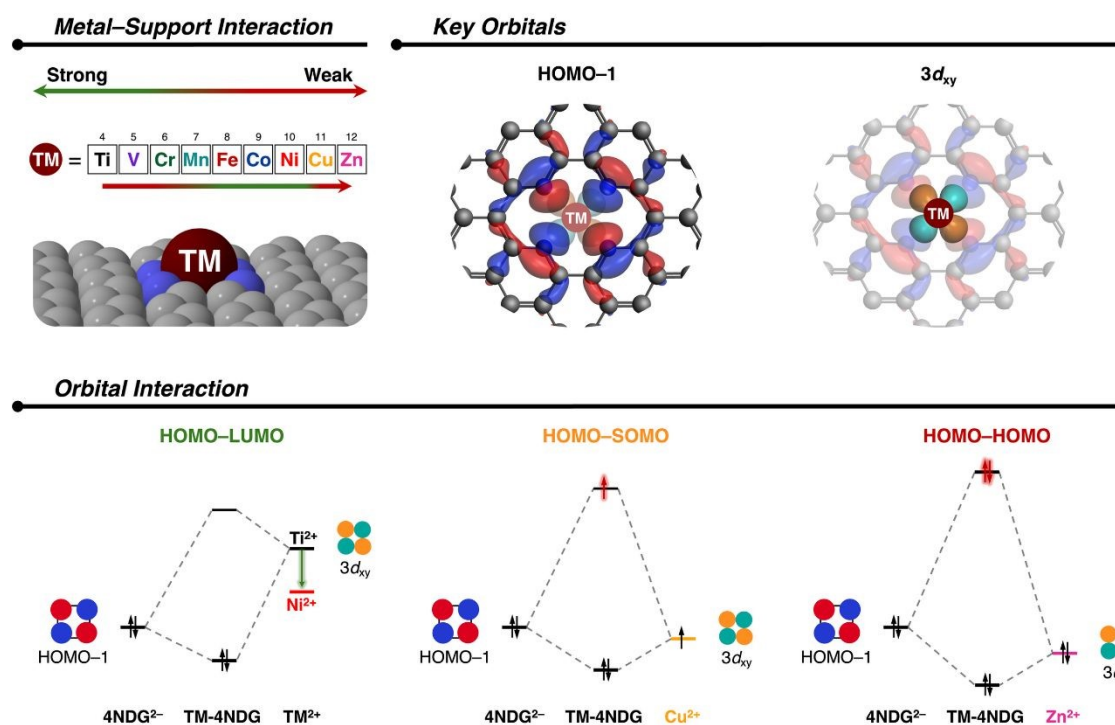 Metal–Support Interaction
Key Orbitals
Strong Weak
HOMO–1 3dxy
4 5 6 7 8 9 10 11 12
TM = Ti V Cr Mn Fe Co Ni Cu Zn
TM
TM
TM
Orbital Interaction
HOMO–LUMO HOMO–SOMO HOMO–HOMO
Ti²⁺
3dxy
Ni²⁺
HOMO–1
HOMO–1
3dxy
HOMO–1
3d
4NDG²⁻ TM-4NDG TM²⁺
4NDG²⁻ TM-4NDG Cu²⁺
4NDG²⁻ TM-4NDG Zn²⁺